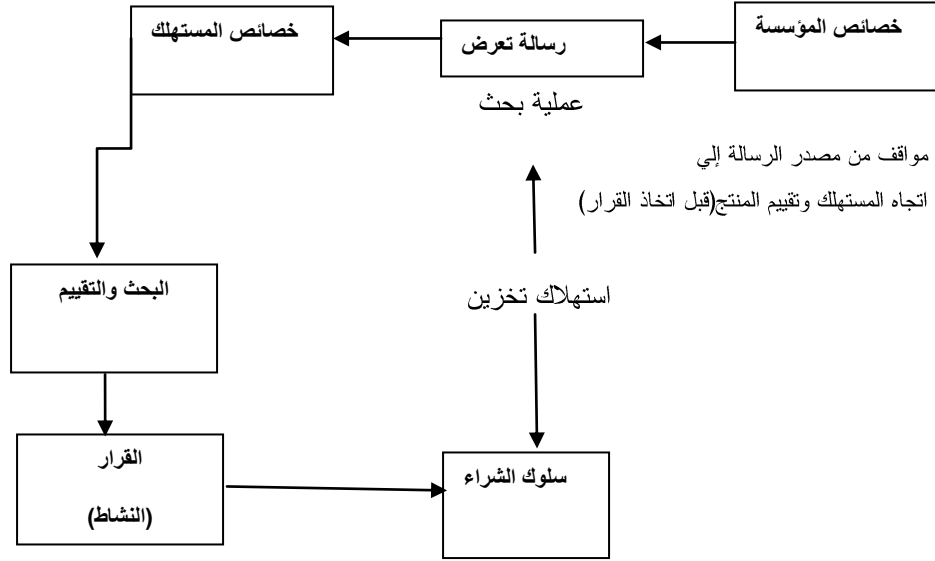 خصائص المؤسسة
رسالة تعرض
خصائص المستهلك
عملية بحث
مواقف من مصدر الرسالة إلي
اتجاه المستهلك وتقييم المنتج(قبل اتخاذ القرار)
البحث والتقييم
استهلاك تخزين
القرار
(النشاط)
سلوك الشراء